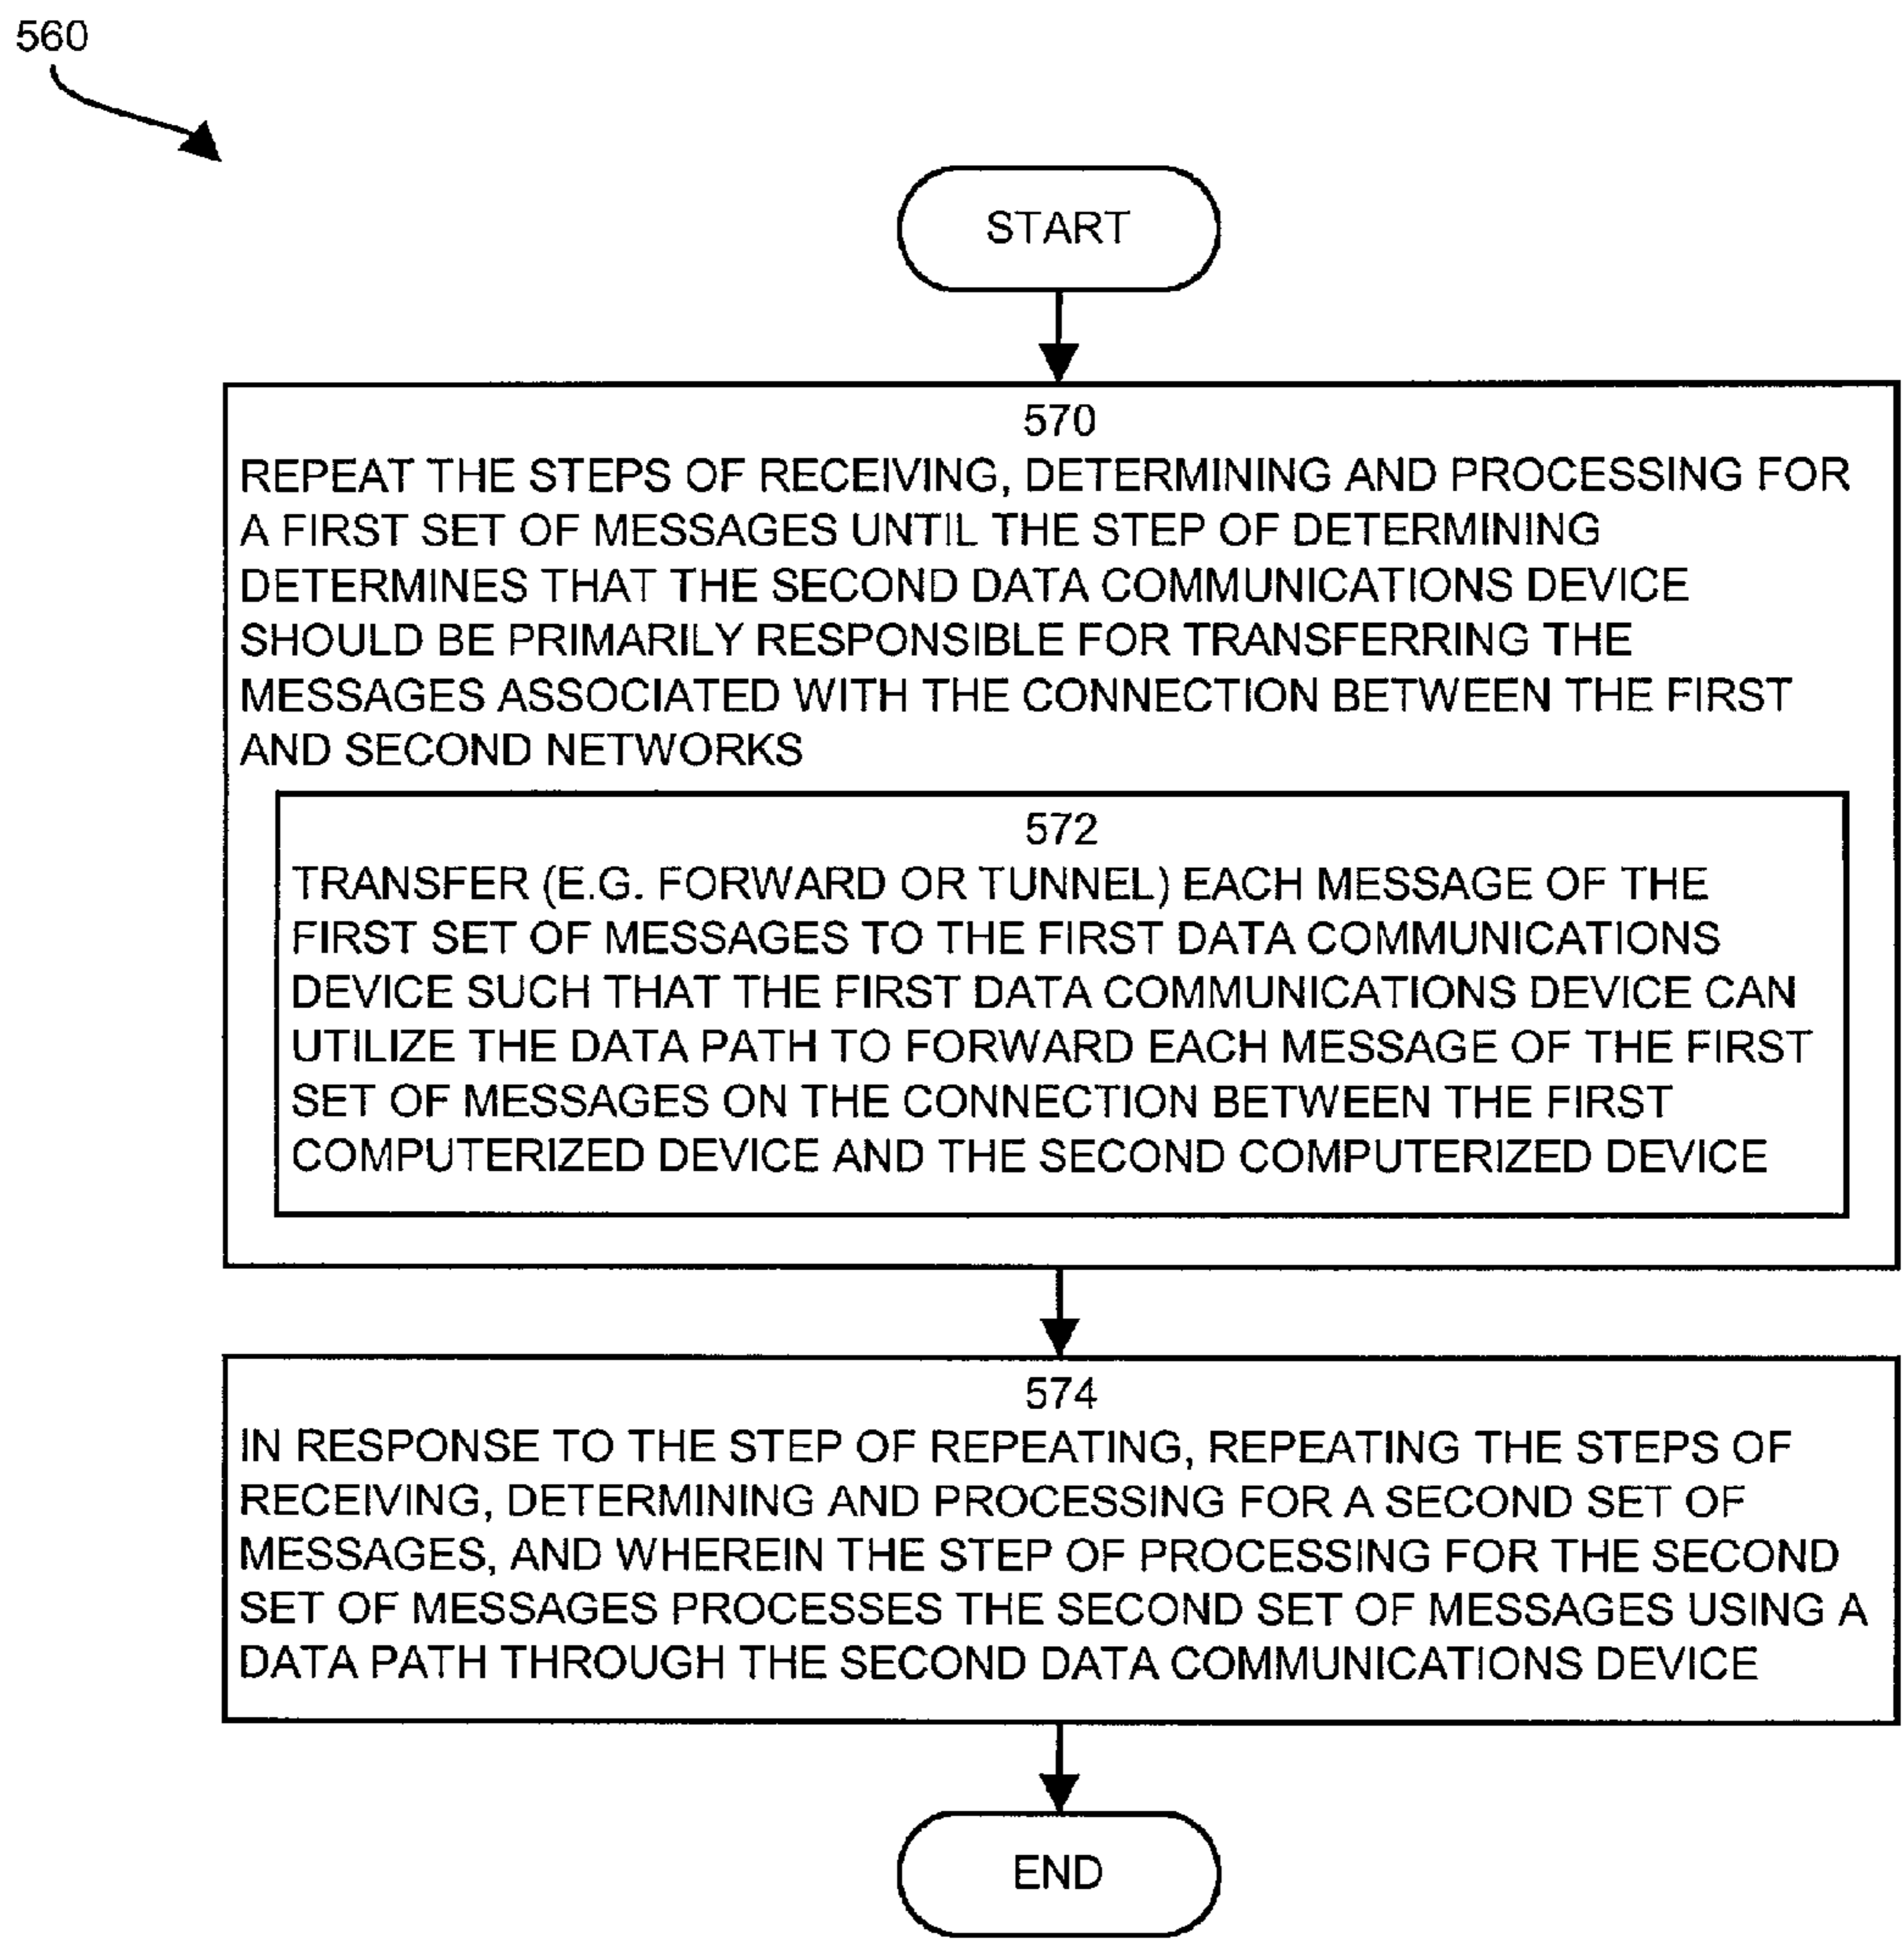 560
START
570
REPEAT THE STEPS OF RECEIVING, DETERMINING AND PROCESSING FOR
A FIRST SET OF MESSAGES UNTIL THE STEP OF DETERMINING
DETERMINES THAT THE SECOND DATA COMMUNICATIONS DEVICE
SHOULD BE PRIMARILY RESPONSIBLE FOR TRANSFERRING THE
MESSAGES ASSOCIATED WITH THE CONNECTION BETWEEN THE FIRST
AND SECOND NETWORKS
572
TRANSFER (E.G. FORWARD OR TUNNEL) EACH MESSAGE OF THE
FIRST SET OF MESSAGES TO THE FIRST DATA COMMUNICATIONS
DEVICE SUCH THAT THE FIRST DATA COMMUNICATIONS DEVICE CAN
UTILIZE THE DATA PATH TO FORWARD EACH MESSAGE OF THE FIRST
SET OF MESSAGES ON THE CONNECTION BETWEEN THE FIRST
COMPUTERIZED DEVICE AND THE SECOND COMPUTERIZED DEVICE
574
IN RESPONSE TO THE STEP OF REPEATING, REPEATING THE STEPS OF
RECEIVING, DETERMINING AND PROCESSING FOR A SECOND SET OF
MESSAGES, AND WHEREIN THE STEP OF PROCESSING FOR THE SECOND
SET OF MESSAGES PROCESSES THE SECOND SET OF MESSAGES USING A
DATA PATH THROUGH THE SECOND DATA COMMUNICATIONS DEVICE
END